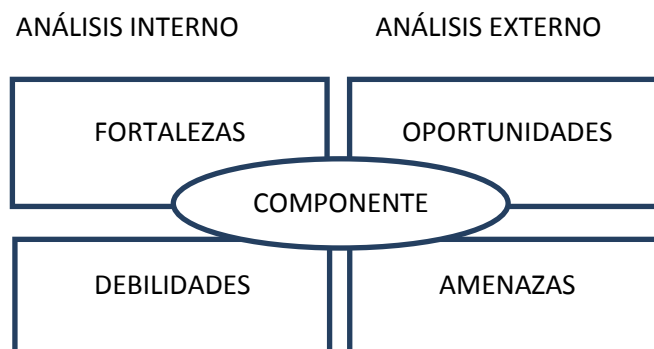 ANÁLISIS INTERNO
ANÁLISIS EXTERNO
FORTALEZAS
OPORTUNIDADES
COMPONENTE
DEBILIDADES
AMENAZAS